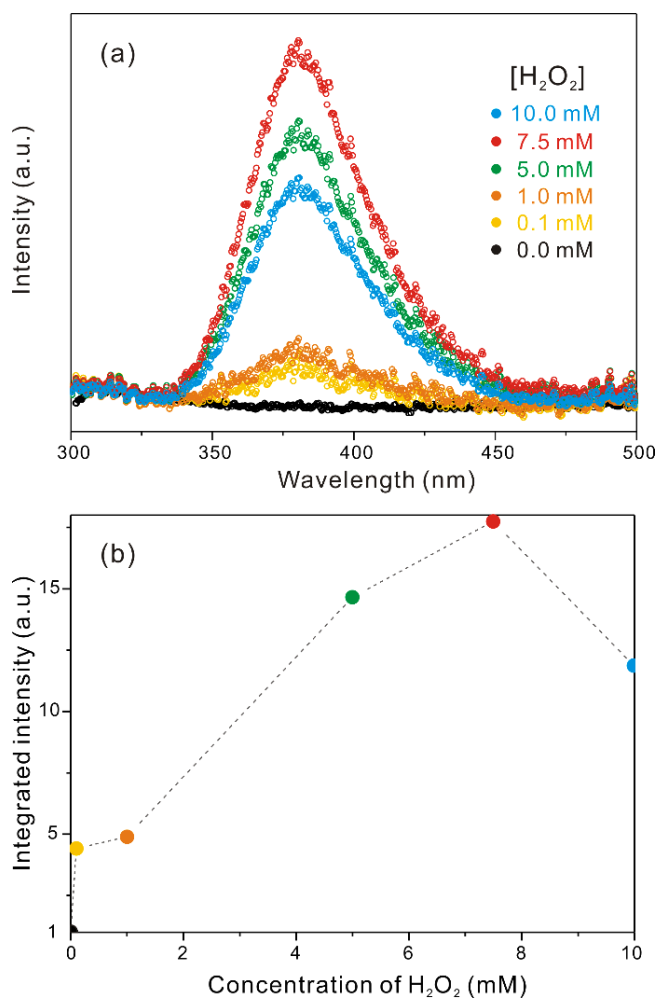 (a)
[H₂O₂]
10.0 mM
7.5 mM
5.0 mM
1.0 mM
0.1 mM
0.0 mM
Intensity (a.u.)
300 350 400 450 500
Wavelength (nm)
(b)
15
10
5
1
Integrated intensity (a.u.)
0 2 4 6 8 10
Concentration of H₂O₂ (mM)